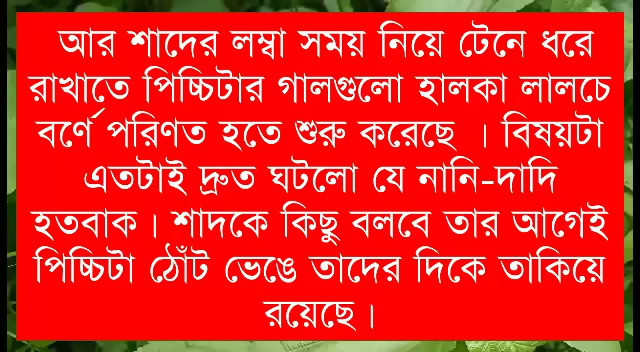 আর শাদের লম্বা সময় নিয়ে টেনে ধরে
রাখাতে পিচ্চিটার গালগুলো হালকা লালচে
বর্ণে পরিণত হতে শুরু করেছে । বিষয়টা
এতটাই দ্রুত ঘটলো যে নানি-দাদি
হতবাক। শাদকে কিছু বলবে তার আগেই
পিচ্চিটা ঠোঁট ভেঙে তাদের দিকে তাকিয়ে
রয়েছে।